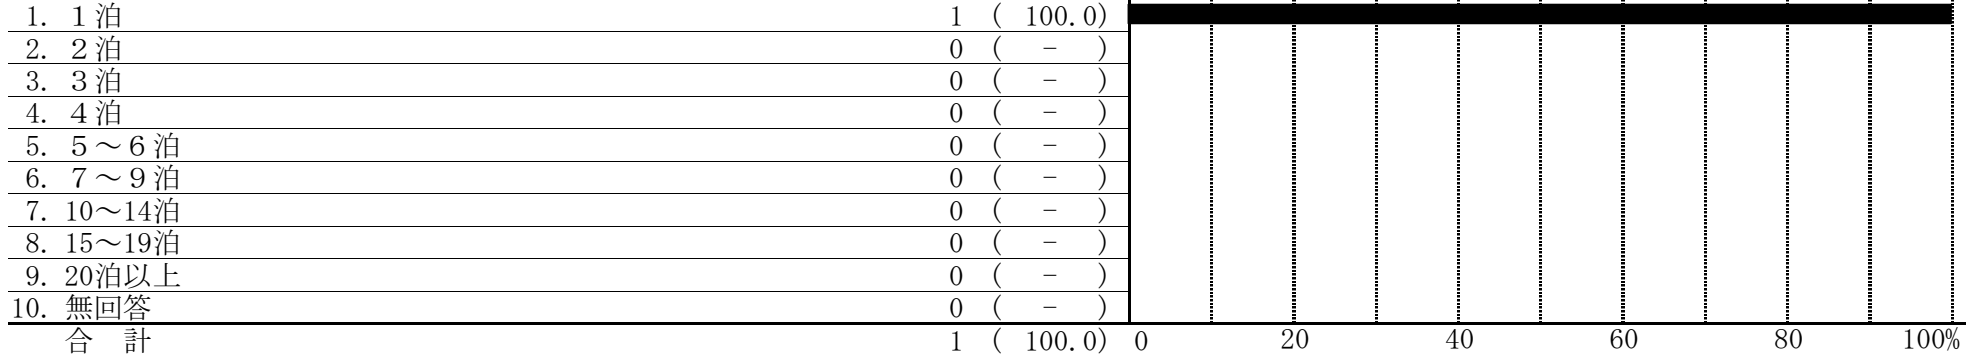 1. １泊 1 ( 100.0)
2. ２泊 0 ( - )
3. ３泊 0 ( - )
4. ４泊 0 ( - )
5. ５～６泊 0 ( - )
6. ７～９泊 0 ( - )
7. 10～14泊 0 ( - )
8. 15～19泊 0 ( - )
9. 20泊以上 0 ( - )
10. 無回答 0 ( - )
合　計 1 ( 100.0) 0 20 40 60 80 100%